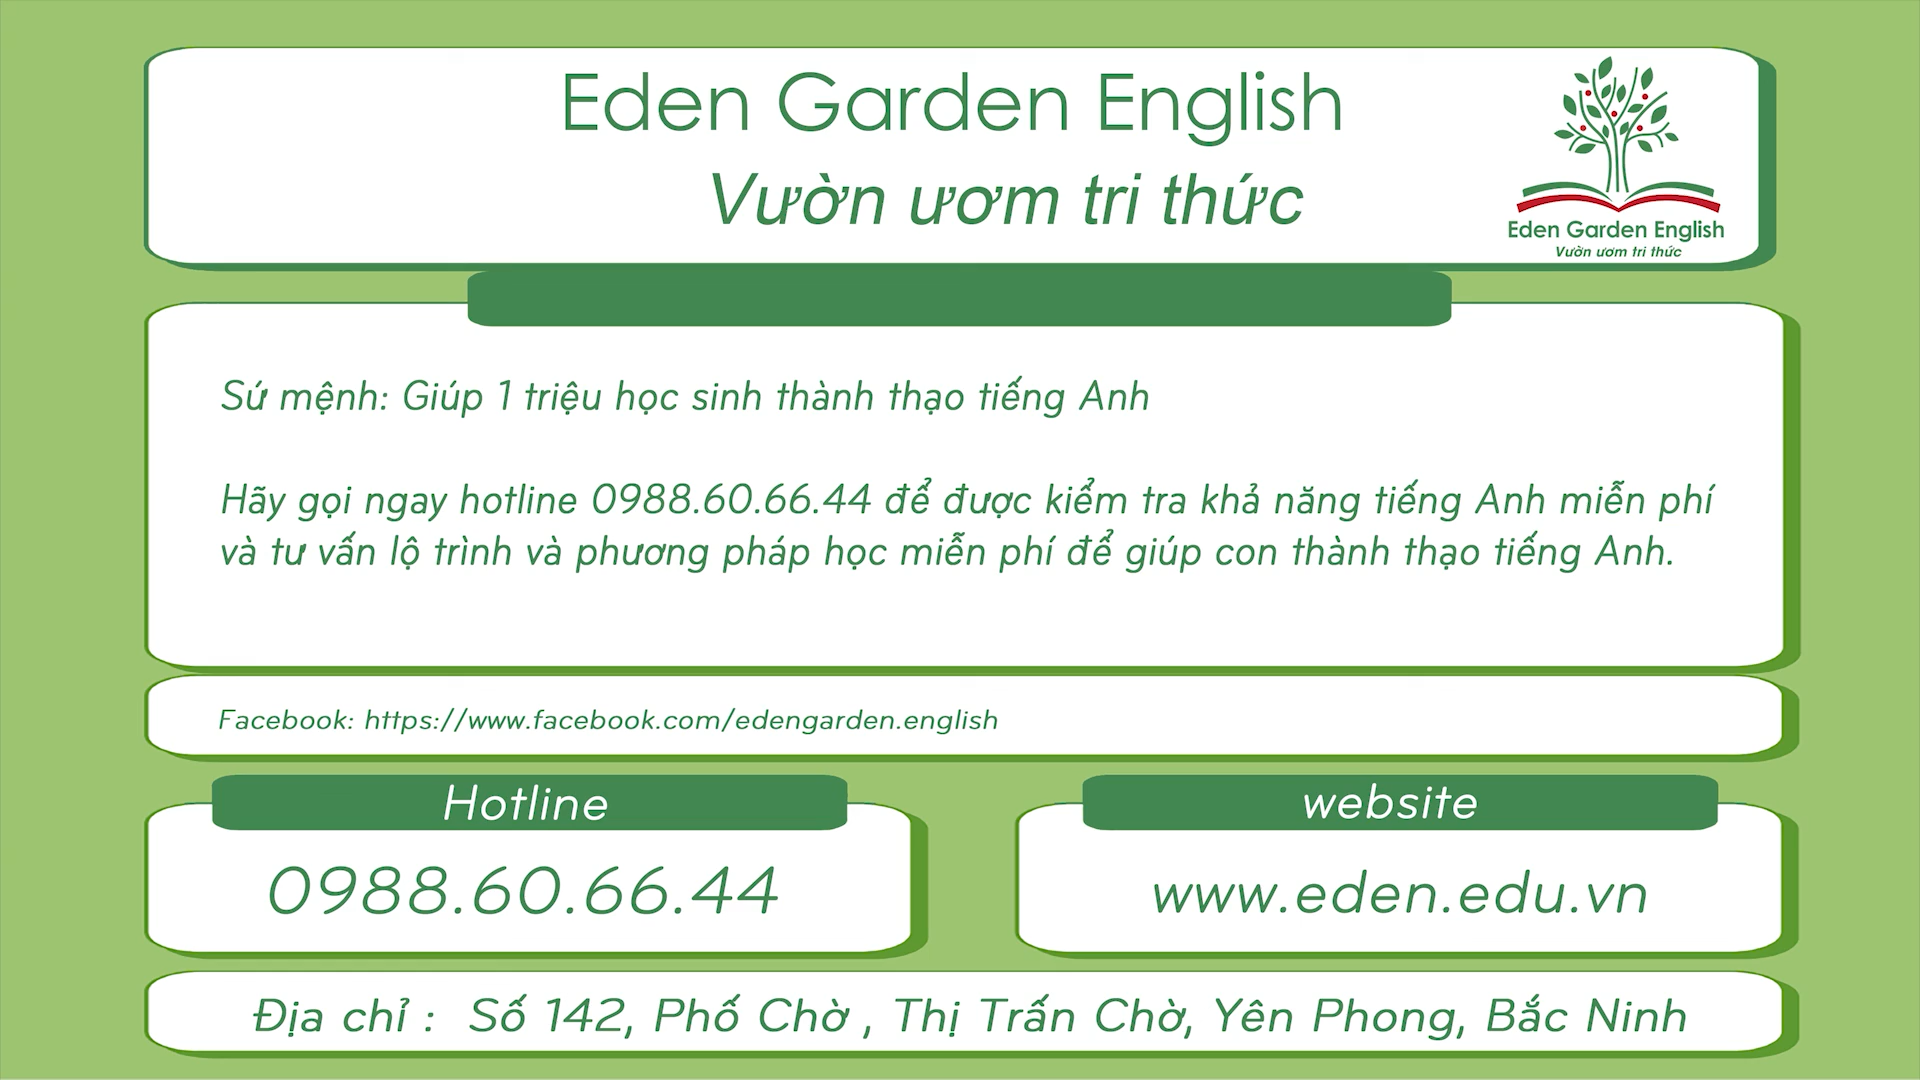 Eden Garden English
Vườn ươm tri thức
Eden Garden English
Vườn ươm tri thức
Sứ mệnh: Giúp 1 triệu học sinh thành thạo tiếng Anh
Hãy gọi ngay hotline 0988.60.66.44 để được kiểm tra khả năng tiếng Anh miễn phí
và tư vấn lộ trình và phương pháp học miễn phí để giúp con thành thạo tiếng Anh.
Facebook: https://www.facebook.com/edengarden.english
Hotline
0988.60.66.44
website
www.eden.edu.vn
Địa chỉ : Số 142, Phố Chờ , Thị Trấn Chờ, Yên Phong, Bắc Ninh